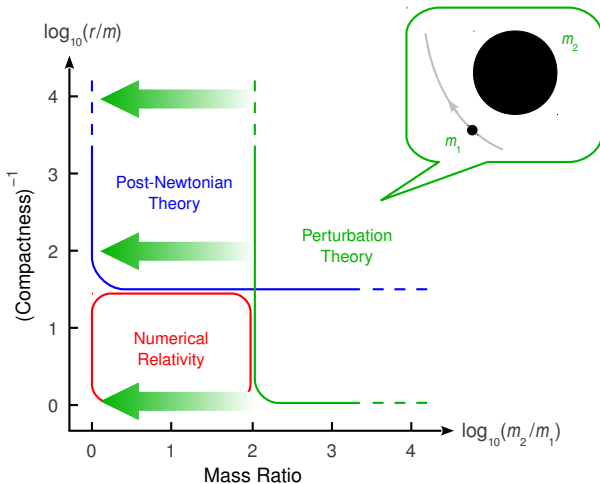 log₁₀(r/m)
m₂
m₁
4
3
2
1
0
(Compactness)⁻¹
Post-Newtonian
Theory
Perturbation
Theory
Numerical
Relativity
0
1
2
3
4
log₁₀(m₂/m₁)
Mass Ratio